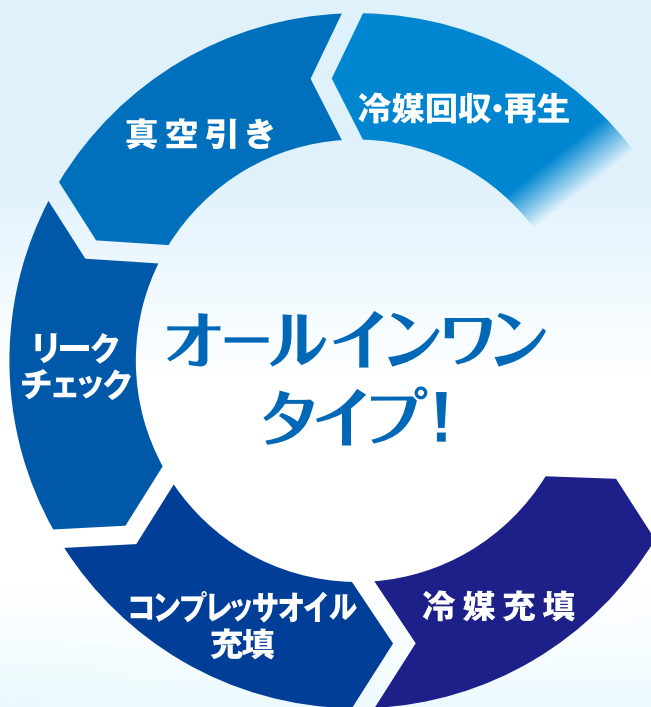 冷媒回収・再生
真空引き
リーク
チェック
コンプレッサオイル
充填
冷媒充填
オールインワン
タイプ!